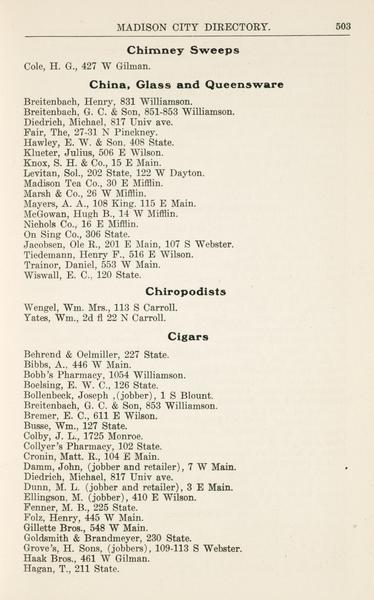 MADISON CITY DIRECTORY. 503
Chimney Sweeps
Cole, H. G., 427 W Gilman.
China, Glass and Queensware
Breitenbach, Henry, 831 Williamson.
Breitenbach, G. C. & Son, 851-853 Williamson.
Diedrich, Michael, 817 Univ ave.
Fair, The, 27-31 N Pinckney.
Hawley, E. W. & Son, 408 State.
Klueter, Julius, 506 E Wilson.
Knox, S. H. & Co., 15 E Main.
Levitan, Sol., 202 State, 122 W Dayton.
Madison Tea Co., 30 E Mifflin.
Marsh & Co., 26 W Mifflin.
Mayers, A. A., 108 King. 115 E Main.
McGowan, Hugh B., 14 W Mifflin.
Nichols Co., 16 E Mifflin.
On Sing Co., 306 State.
Jacobsen, Ole R., 201 E Main, 107 S Webster.
Tiedemann, Henry F., 516 E Wilson.
Trainor, Daniel, 553 W Main.
Wiswall, E. C., 120 State.
Chiropodists
Wengel, Wm. Mrs., 113 S Carroll.
Yates, Wm., 2d fl 22 N Carroll.
Cigars
Behrend & Oelmiller, 227 State.
Bibbs, A., 446 W Main.
Bobb's Pharmacy, 1054 Williamson.
Boelsing, E. W. C., 126 State.
Bollenbeck, Joseph ,(jobber), 1 S Blount.
Breitenbach, G. C. & Son, 853 Williamson.
Bremer, E. C., 611 E Wilson.
Busse, Wm., 127 State.
Colby, J. L., 1725 Monroe.
Collyer's Pharmacy, 102 State.
Cronin, Matt. R., 104 E Main.
Damm, John, (jobber and retailer), 7 W Main.
Diedrich, Michael, 817 Univ ave.
Dunn, M. L. (jobber and retailer), 3 E Main.
Ellingson, M. (jobber), 410 E Wilson.
Fenner, M. B., 225 State.
Folz, Henry, 445 W Main.
Gillette Bros., 548 W Main.
Goldsmith & Brandmeyer, 230 State.
Grove's, H. Sons, (jobbers), 109-113 S Webster.
Haak Bros., 461 W Gilman.
Hagan, T., 211 State.